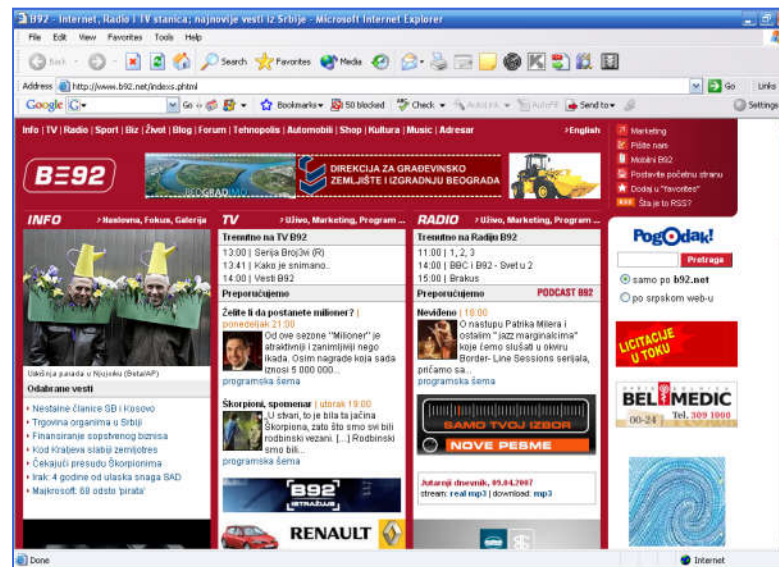 B92 - Internet, Radio i TV stanica; najnovije vesti iz Srbije - Microsoft Internet Explorer
File Edit View Favorites Tools Help
Back Search Favorites Media
Address http://www.b92.net/indexs.phtml Go Links
Google Go Bookmarks 50 blocked Check AutoLink AutoFill Send to Settings
Info | TV | Radio | Sport | Biz | Život | Blog | Forum | Tehnopolis | Automobili | Shop | Kultura | Music | Adresar >English
Marketing
Pišite nam
Mobilni B92
Postavite početnu stranu
Dodaj u "favorites"
RSS Šta je to RSS?
B92
BEOGRADIMO
DIREKCIJA ZA GRAĐEVINSKO
ZEMLJIŠTE I IZGRADNJU BEOGRADA
INFO >Naslovna, Fokus, Galerija
Uskršnja parada u Njujorku (Beta/AP)
Odabrane vesti
Nestalne članice SB i Kosovo
Trgovina organima u Srbiji
Finansiranje sopstvenog biznisa
Kod Kraljeva slabiji zemljotres
Čekajući presudu Škorpionima
Irak: 4 godine od ulaska snaga SAD
Majkrosoft: 68 odsto 'pirata'
TV >Uživo, Marketing, Program ...
Trenutno na TV B92
13:00 | Serija Broj3vi (R)
13:41 | Kako je snimano..
14:00 | Vesti B92
Preporučujemo
Želite li da postanete milioner? |
ponedeljak 21:00
Od ove sezone "Milioner" je
atraktivniji i zanimljiviji nego
ikada. Osim nagrade koja sada
iznosi 5 000 000...
programska šema
Škorpioni, spomenar | utorak 19:00
„U stvari, to je bila ta jačina
Škorpiona, zato što smo svi bili
rodbinski vezani. [...] Rodbinski
smo bili...
programska šema
B92
ISTRAŽUJE
RENAULT
RADIO >Uživo, Marketing, Program ...
Trenutno na Radiju B92
11:00 | 1, 2, 3
14:00 | BBC i B92 - Svet u 2
15:00 | Brakus
Preporučujemo PODCAST B92
Neviđeno | 16:00
O nastupu Patrika Milera i
ostalim "jazz marginalcima"
koje ćemo slušati u okviru
Border- Line Sessions serijala,
pričamo sa...
programska šema
SAMO TVOJ IZBOR
NOVE PESME
Jutarnji dnevnik, 09.04.2007
stream: real mp3 | download: mp3
Pogodak!
Pretraga
samo po b92.net
po srpskom web-u
LICITACIJE
U TOKU
BEL MEDIC
00-24 Tel. 309 1000
Done Internet